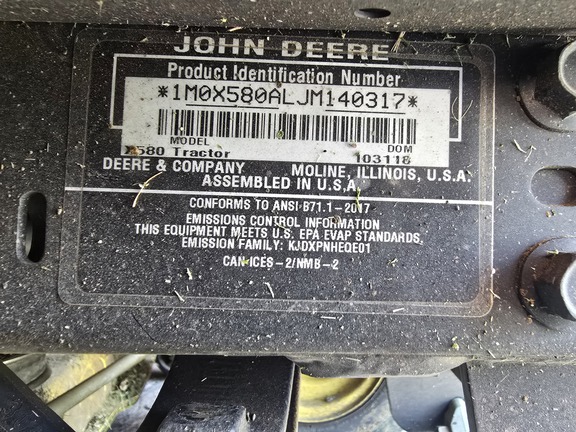 JOHN DEERE
Product Identification Number
*1M0X580ALJM140317*
MODEL DOM
X580 Tractor 103118
DEERE & COMPANY MOLINE, ILLINOIS, U.S.A.
ASSEMBLED IN U.S.A.
CONFORMS TO ANSI B71.1-2017
EMISSIONS CONTROL INFORMATION
THIS EQUIPMENT MEETS U.S. EPA EVAP STANDARDS,
EMISSION FAMILY: KJDXPNHEQE01
CAN ICES-2/NMB-2